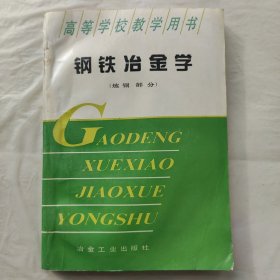 高等学校教学用书
钢铁冶金学
(炼钢部分)
GAODENG
XUEXIAO
JIAOXUE
YONGSHU
冶金工业出版社